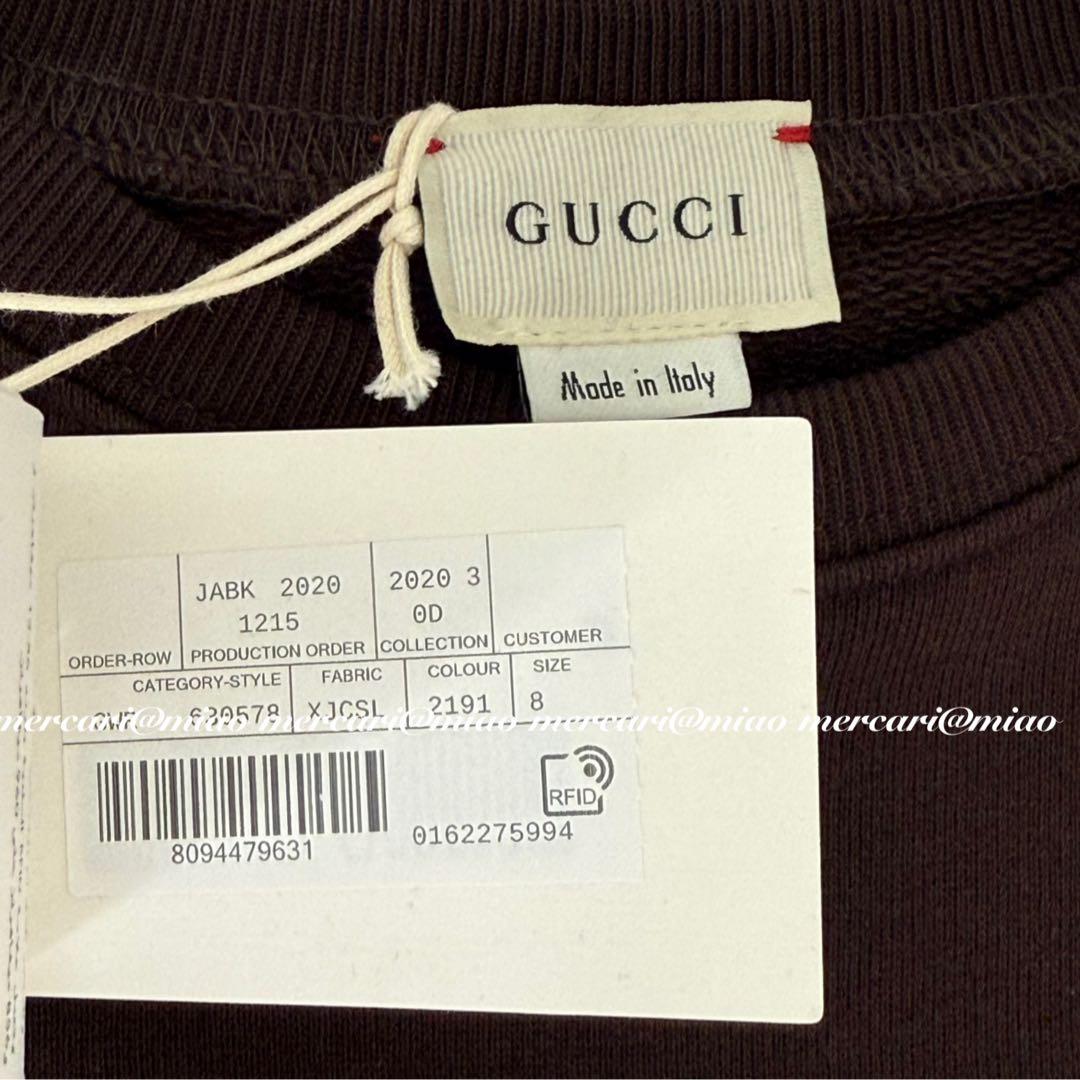 GUCCI
Made in Italy
JABK 2020 2020 3
1215 0D
ORDER-ROW PRODUCTION ORDER COLLECTION CUSTOMER
CATEGORY-STYLE FABRIC COLOUR SIZE
630578 XJCSL 2191 8
mercari@miao mercari@miao mercari@miao
RFID
8094479631 0162275994